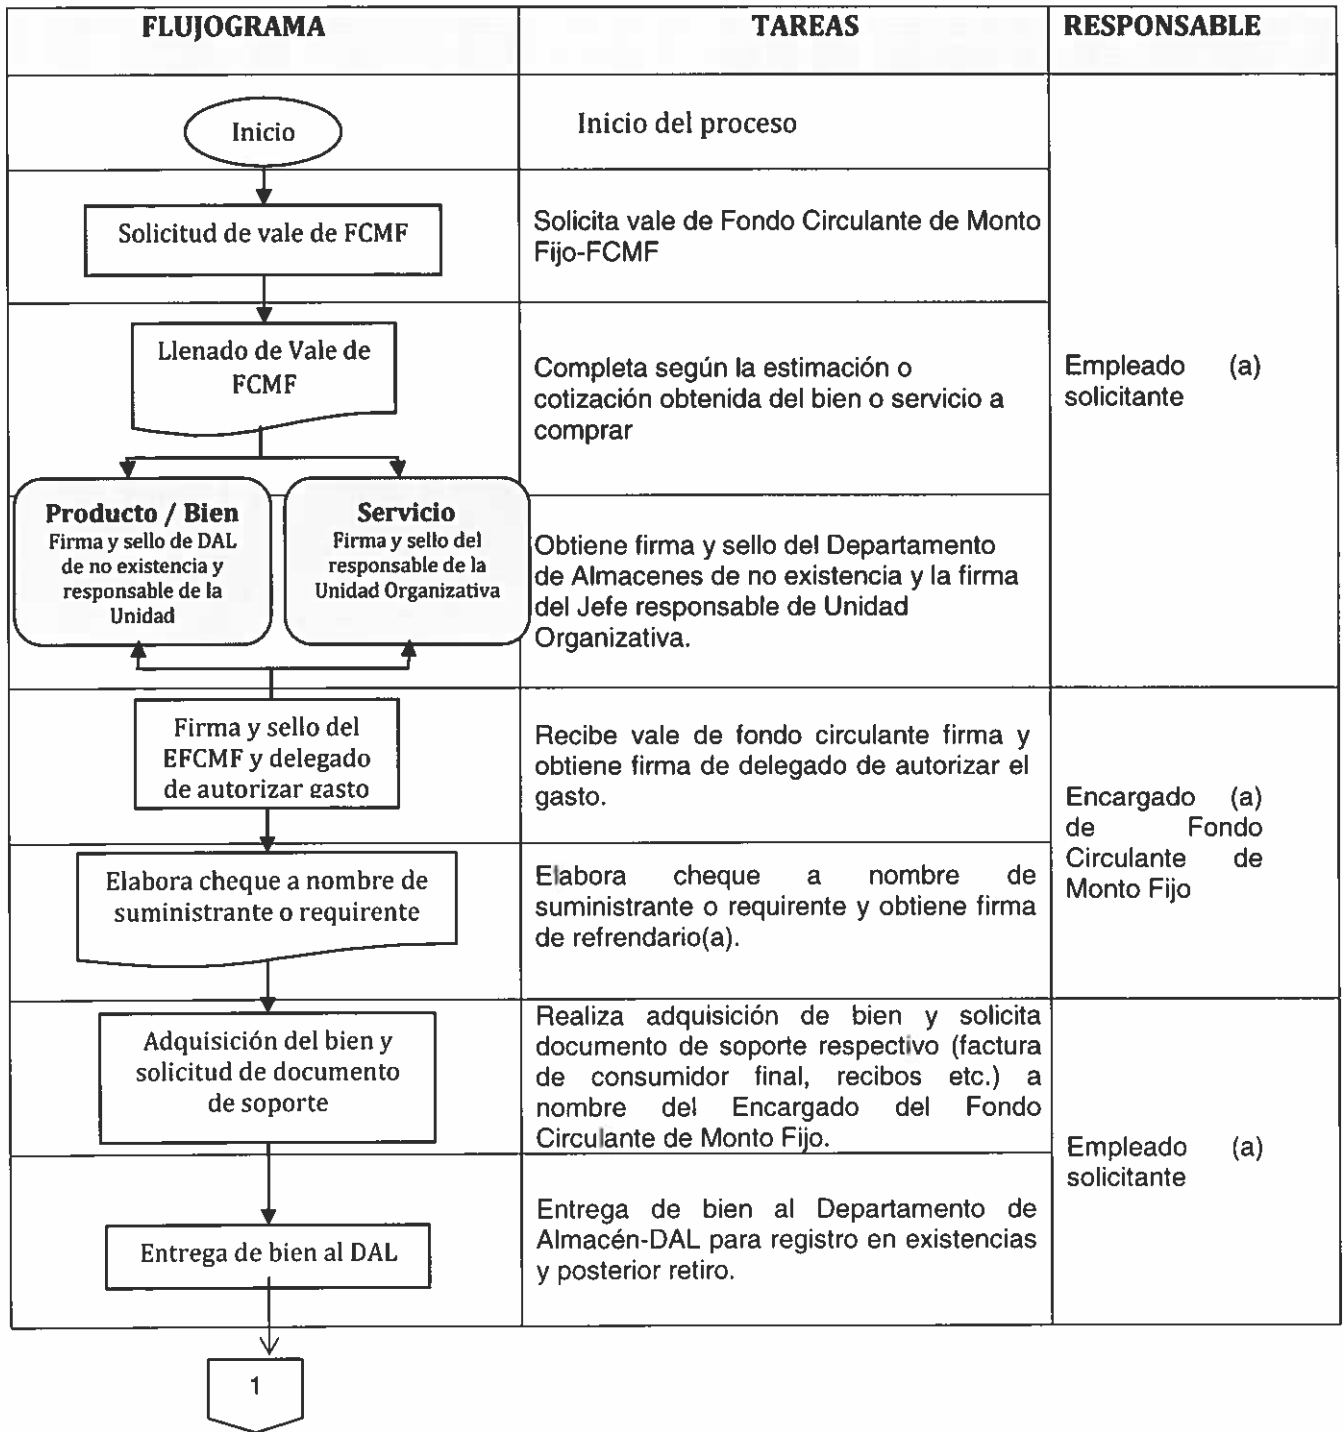 FLUJOGRAMA
TAREAS
RESPONSABLE
Inicio
Inicio del proceso
Solicitud de vale de FCMF
Solicita vale de Fondo Circulante de Monto
Fijo-FCMF
Llenado de Vale de
FCMF
Completa según la estimación o
cotización obtenida del bien o servicio a
comprar
Empleado (a)
solicitante
Producto / Bien
Firma y sello de DAL
de no existencia y
responsable de la
Unidad
Servicio
Firma y sello del
responsable de la
Unidad Organizativa
Obtiene firma y sello del Departamento
de Almacenes de no existencia y la firma
del Jefe responsable de Unidad
Organizativa.
Firma y sello del
EFCMF y delegado
de autorizar gasto
Recibe vale de fondo circulante firma y
obtiene firma de delegado de autorizar el
gasto.
Encargado (a)
de Fondo
Circulante de
Monto Fijo
Elabora cheque a nombre de
suministrante o requirente
Elabora cheque a nombre de
suministrante o requirente y obtiene firma
de refrendario(a).
Adquisición del bien y
solicitud de documento
de soporte
Realiza adquisición de bien y solicita
documento de soporte respectivo (factura
de consumidor final, recibos etc.) a
nombre del Encargado del Fondo
Circulante de Monto Fijo.
Empleado (a)
solicitante
Entrega de bien al DAL
Entrega de bien al Departamento de
Almacén-DAL para registro en existencias
y posterior retiro.
1